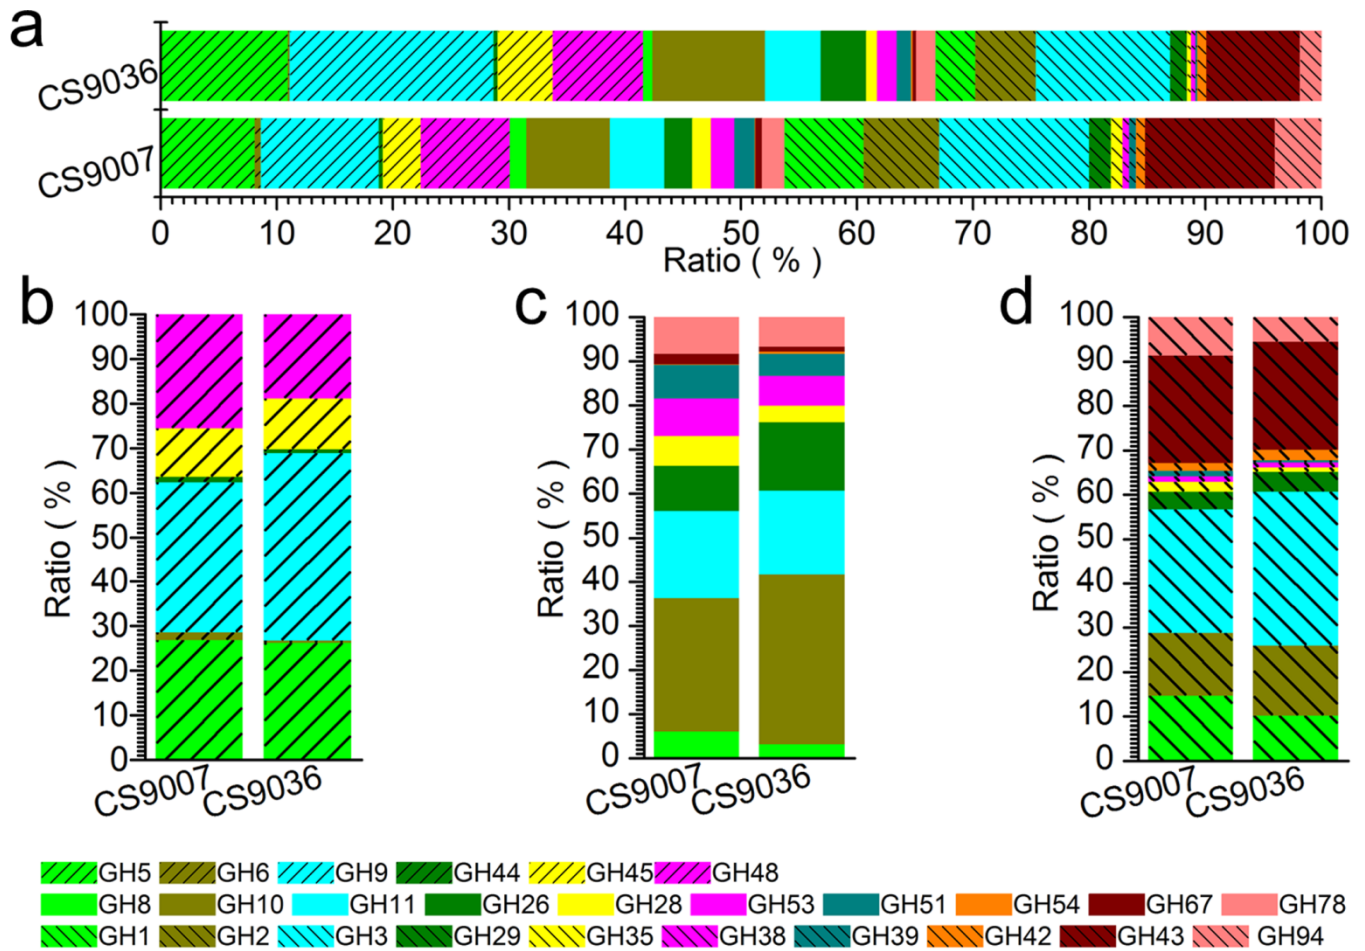 a
CS9036
CS9007
0 10 20 30 40 50 60 70 80 90 100
Ratio ( % )
b
100
90
80
70
60
50
40
30
20
10
0
Ratio ( % )
CS9007 CS9036
c
100
90
80
70
60
50
40
30
20
10
0
Ratio ( % )
CS9007 CS9036
d
100
90
80
70
60
50
40
30
20
10
0
Ratio ( % )
CS9007 CS9036
GH5 GH6 GH9 GH44 GH45 GH48
GH8 GH10 GH11 GH26 GH28 GH53 GH51 GH54 GH67 GH78
GH1 GH2 GH3 GH29 GH35 GH38 GH39 GH42 GH43 GH94